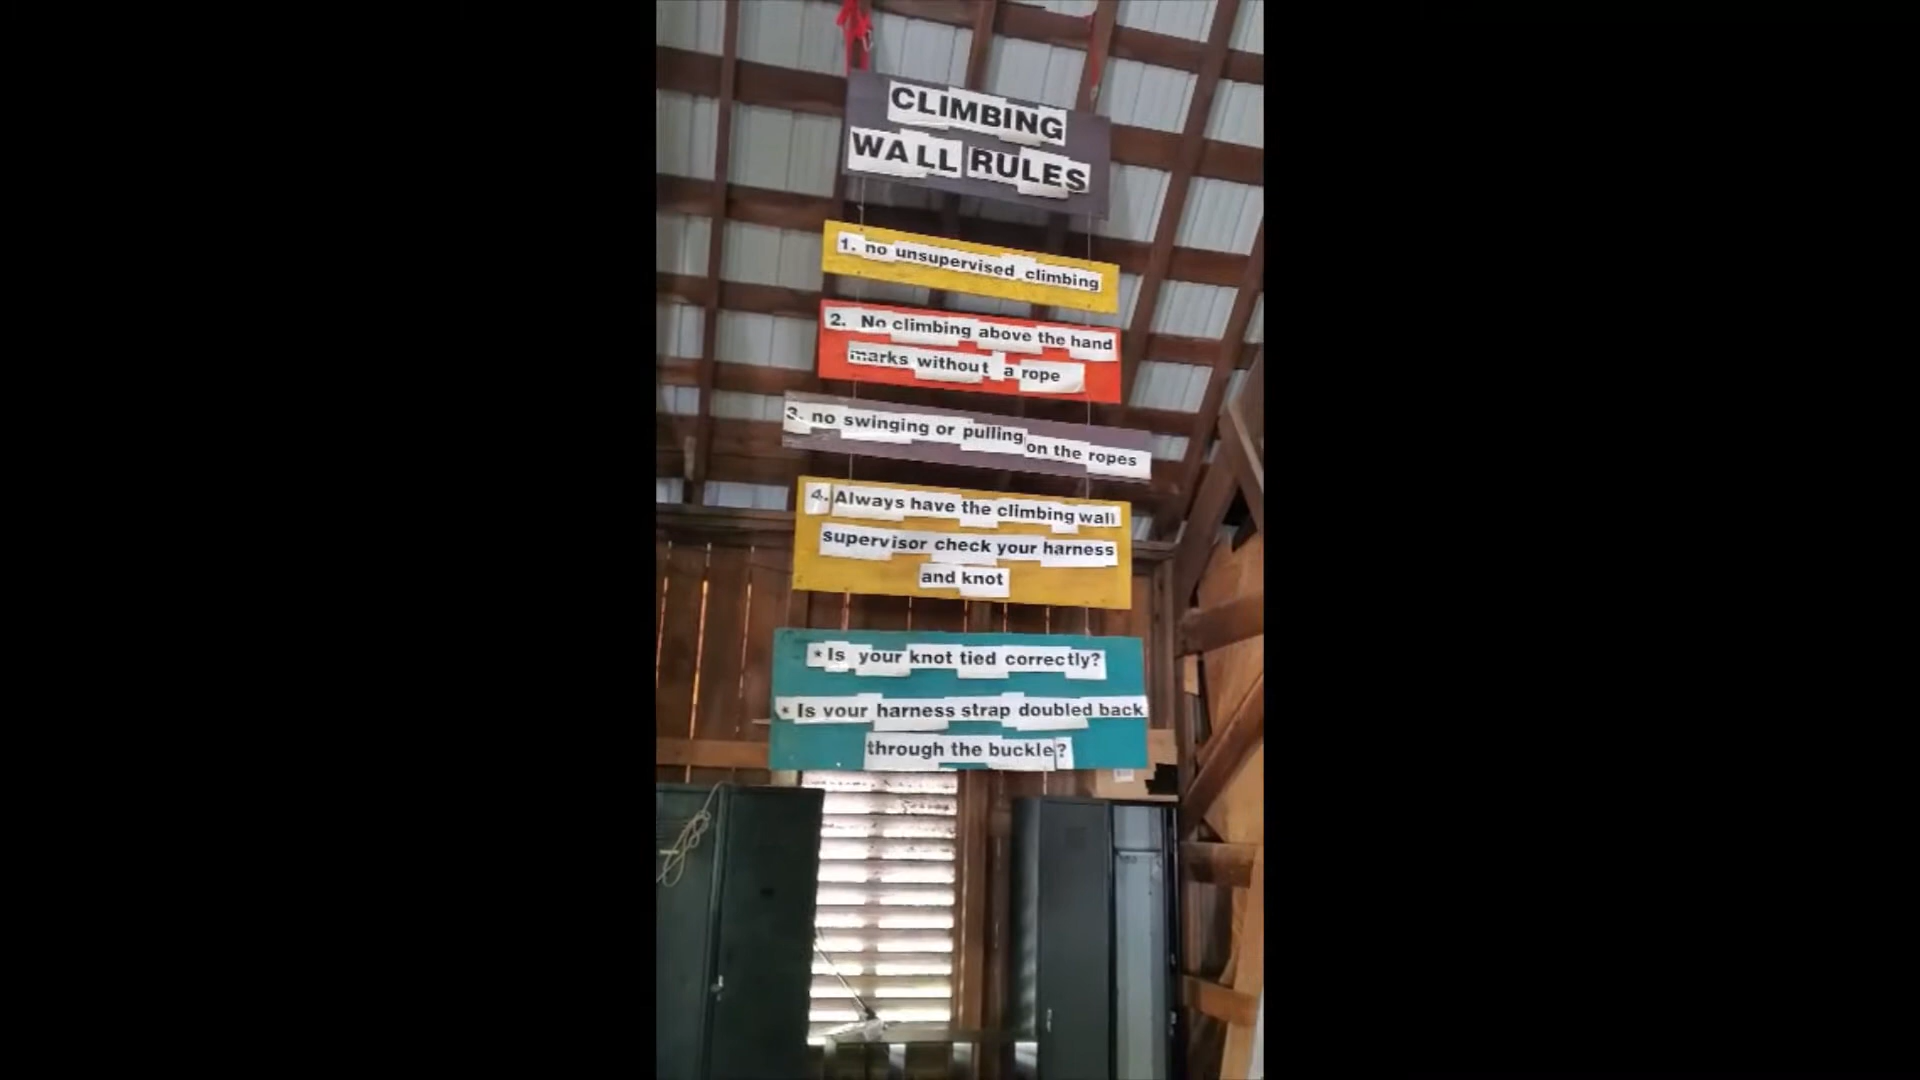 CLIMBING
WALL RULES
1. no unsupervised climbing
2. No climbing above the hand
marks without a rope
3. no swinging or pulling on the ropes
4. Always have the climbing wall
supervisor check your harness
and knot
* Is your knot tied correctly?
* Is your harness strap doubled back
through the buckle?